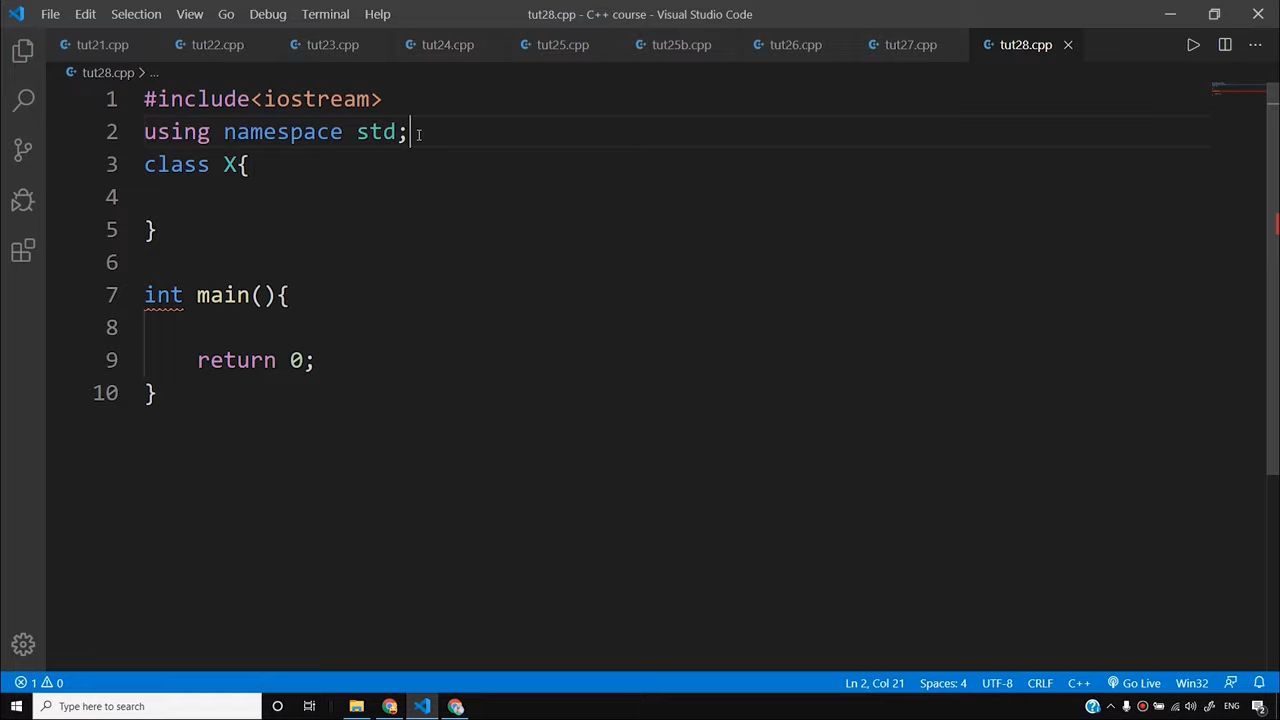 File Edit Selection View Go Debug Terminal Help tut28.cpp - C++ course - Visual Studio Code
tut21.cpp tut22.cpp tut23.cpp tut24.cpp tut25.cpp tut25b.cpp tut26.cpp tut27.cpp tut28.cpp
tut28.cpp > ...
1 #include<iostream>
2 using namespace std;
3 class X{
4
5 }
6
7 int main(){
8
9 return 0;
10 }
1 0 Ln 2, Col 21 Spaces: 4 UTF-8 CRLF C++ Go Live Win32
Type here to search ENG 2